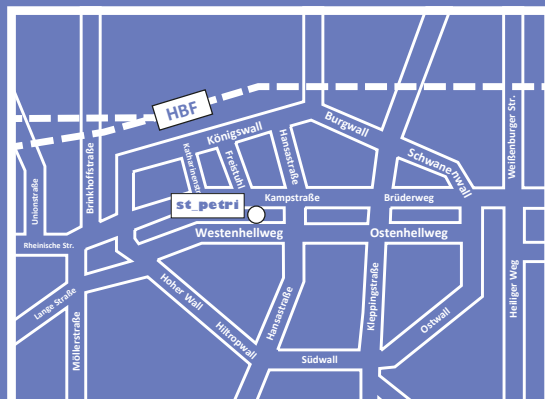 HBF
Königswall
Burgwall
Hansastraße
Freistuhl
Katharinenstr.
Schwanenwall
Weißenburger Str.
Brinkhoffstraße
Unionstraße
st_petri
Kampstraße
Brüderweg
Westenhellweg
Ostenhellweg
Rheinische Str.
Lange Straße
Möllerstraße
Hoher Wall
Hiltropwall
Hansastraße
Kleppingstraße
Ostwall
Heiliger Weg
Südwall